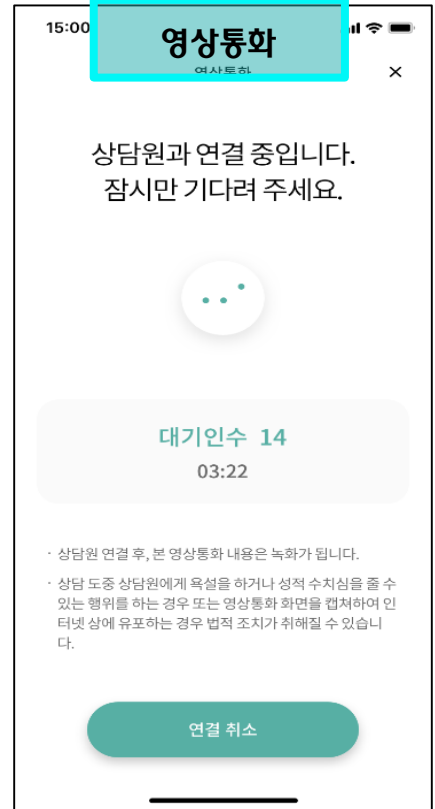 15:00
영상통화
영상통화
×
상담원과 연결 중입니다.
잠시만 기다려 주세요.
대기인수 14
03:22
· 상담원 연결 후, 본 영상통화 내용은 녹화가 됩니다.
· 상담 도중 상담원에게 욕설을 하거나 성적 수치심을 줄 수
있는 행위를 하는 경우 또는 영상통화 화면을 캡쳐하여 인
터넷 상에 유포하는 경우 법적 조치가 취해질 수 있습니
다.
연결 취소